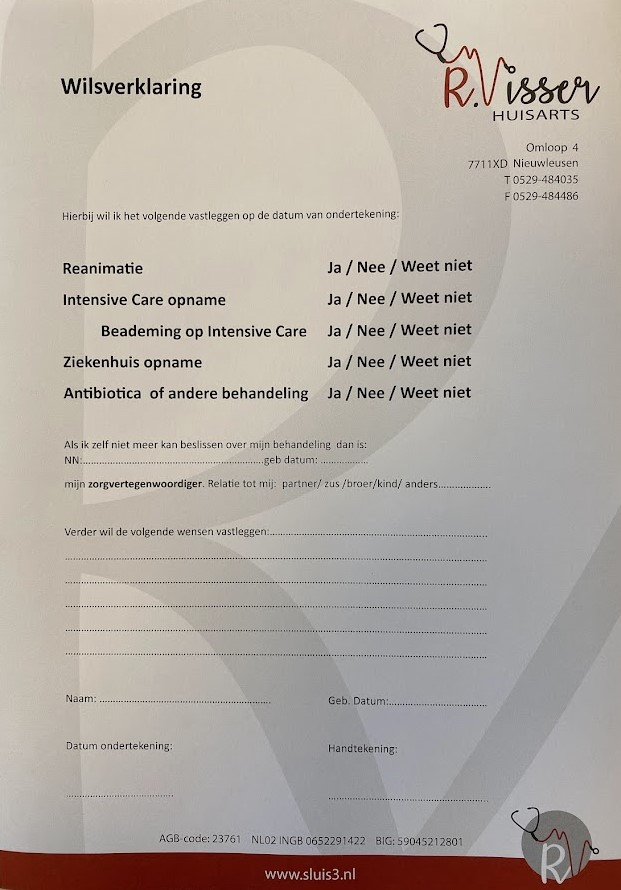 Wilsverklaring
R.Visser
HUISARTS
Omloop 4
7711XD Nieuwleusen
T 0529-484035
F 0529-484486
Hierbij wil ik het volgende vastleggen op de datum van ondertekening:
Reanimatie Ja / Nee / Weet niet
Intensive Care opname Ja / Nee / Weet niet
Beademing op Intensive Care Ja / Nee / Weet niet
Ziekenhuis opname Ja / Nee / Weet niet
Antibiotica of andere behandeling Ja / Nee / Weet niet
Als ik zelf niet meer kan beslissen over mijn behandeling dan is:
NN:..........................................................geb datum: ...............
mijn zorgvertegenwoordiger. Relatie tot mij: partner/ zus /broer/kind/ anders................
Verder wil de volgende wensen vastleggen:......................................................................
Naam: .......................................................... Geb. Datum:.................................
Datum ondertekening: Handtekening:
AGB-code: 23761 NL02 INGB 0652291422 BIG: 59045212801
www.sluis3.nl
R